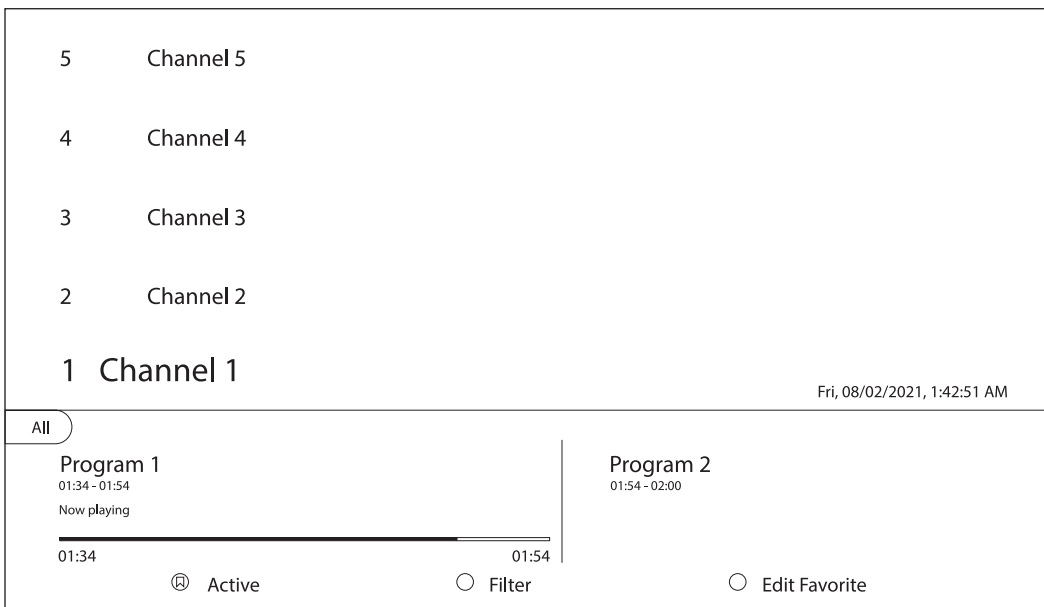 5 Channel 5
4 Channel 4
3 Channel 3
2 Channel 2
1 Channel 1
Fri, 08/02/2021, 1:42:51 AM
All
Program 1
01:34 - 01:54
Now playing
01:34 01:54
Program 2
01:54 - 02:00
Active Filter Edit Favorite